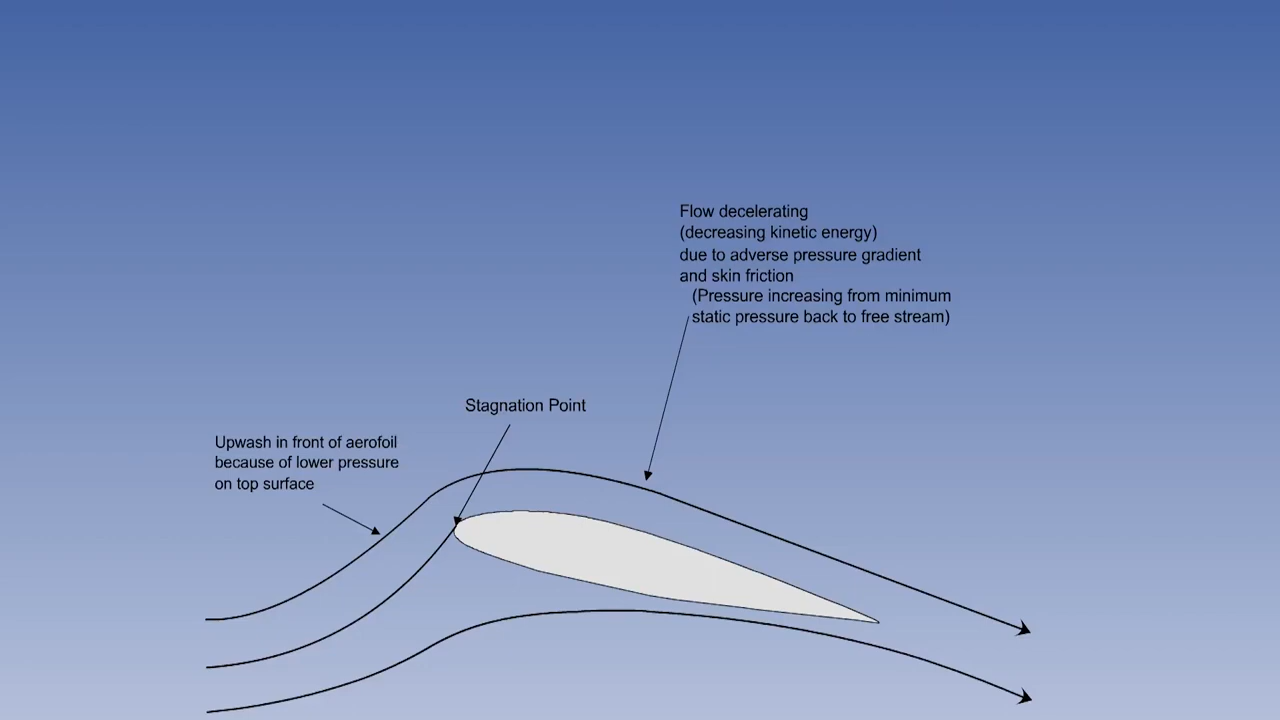 Flow decelerating
(decreasing kinetic energy)
due to adverse pressure gradient
and skin friction
(Pressure increasing from minimum
static pressure back to free stream)
Stagnation Point
Upwash in front of aerofoil
because of lower pressure
on top surface